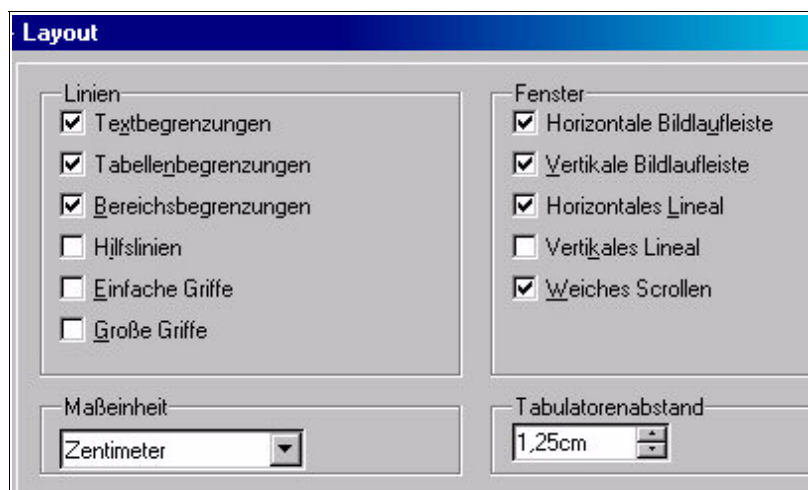 Layout
Linien
Textbegrenzungen
Tabellenbegrenzungen
Bereichsbegrenzungen
Hilfslinien
Einfache Griffe
Große Griffe
Fenster
Horizontale Bildlaufleiste
Vertikale Bildlaufleiste
Horizontales Lineal
Vertikales Lineal
Weiches Scrollen
Maßeinheit
Zentimeter
Tabulatorenabstand
1,25cm